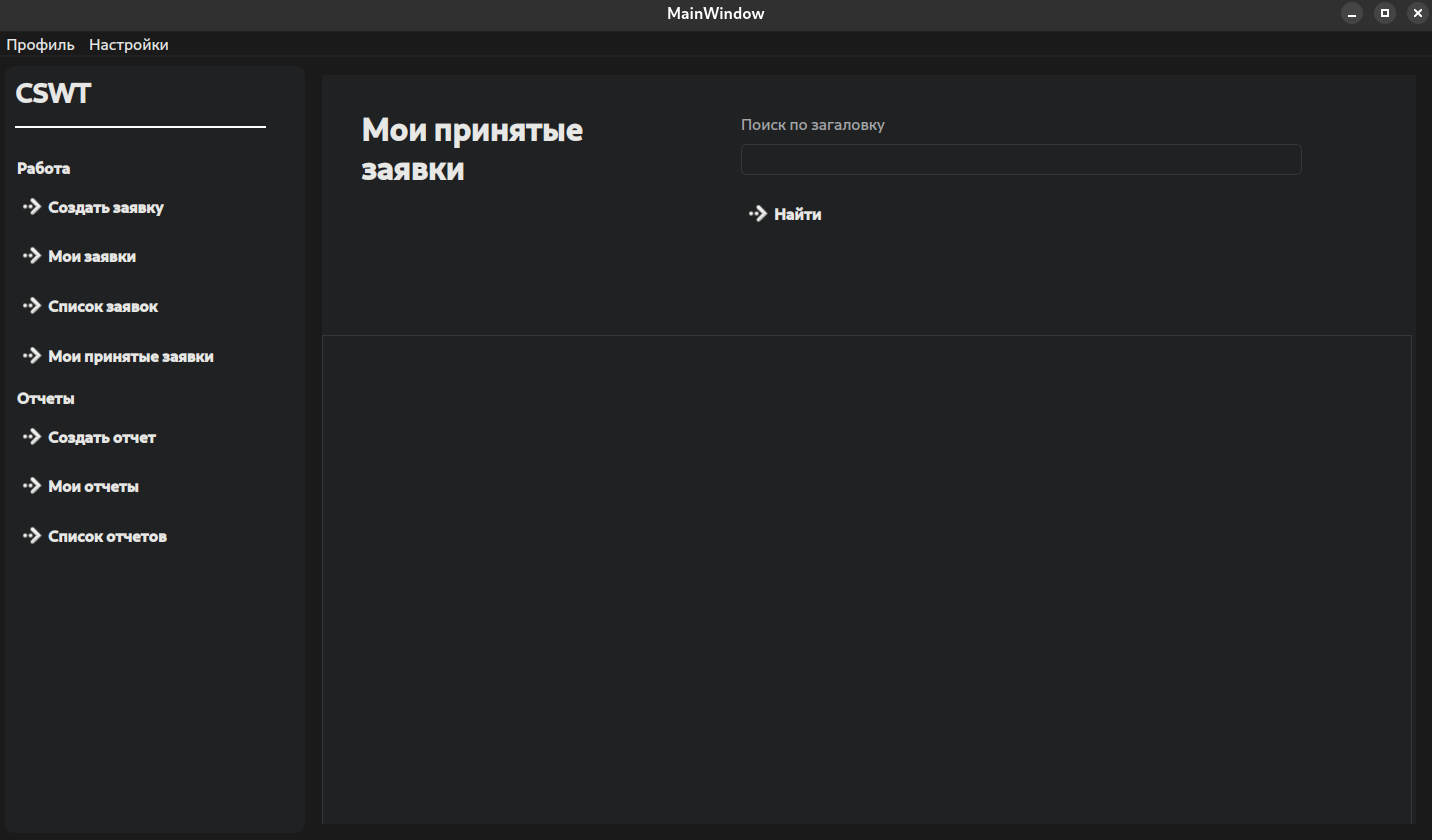 MainWindow
Профиль Настройки
CSWT
Работа
Создать заявку
Мои заявки
Список заявок
Мои принятые заявки
Отчеты
Создать отчет
Мои отчеты
Список отчетов
Мои принятые
заявки
Поиск по загаловку
Найти